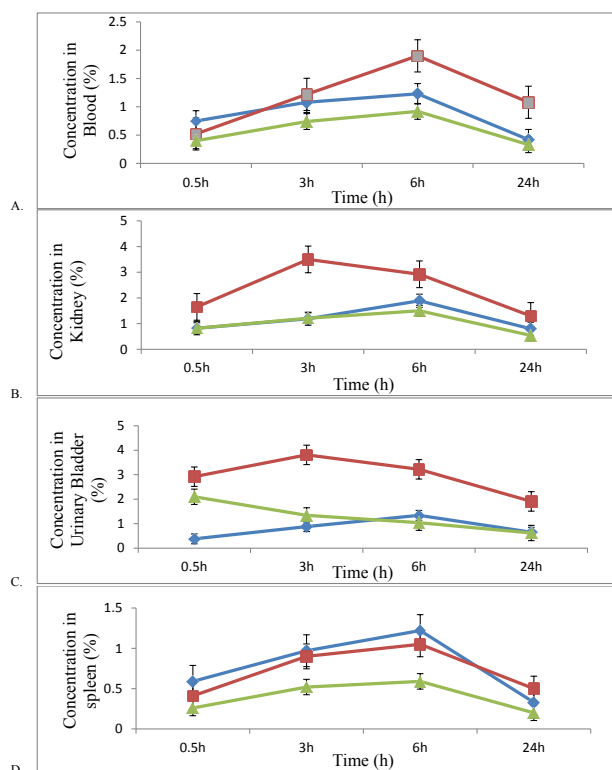 2.5
2
1.5
1
0.5
0
Concentration in
Blood (%)
0.5h 3h 6h 24h
Time (h)
A.
5
4
3
2
1
0
Concentration in
Kidney (%)
0.5h 3h 6h 24h
Time (h)
B.
5
4
3
2
1
0
Concentration in
Urinary Bladder
(%)
0.5h 3h 6h 24h
Time (h)
C.
1.5
1
0.5
0
Concentration in
spleen (%)
0.5h 3h 6h 24h
Time (h)
D.